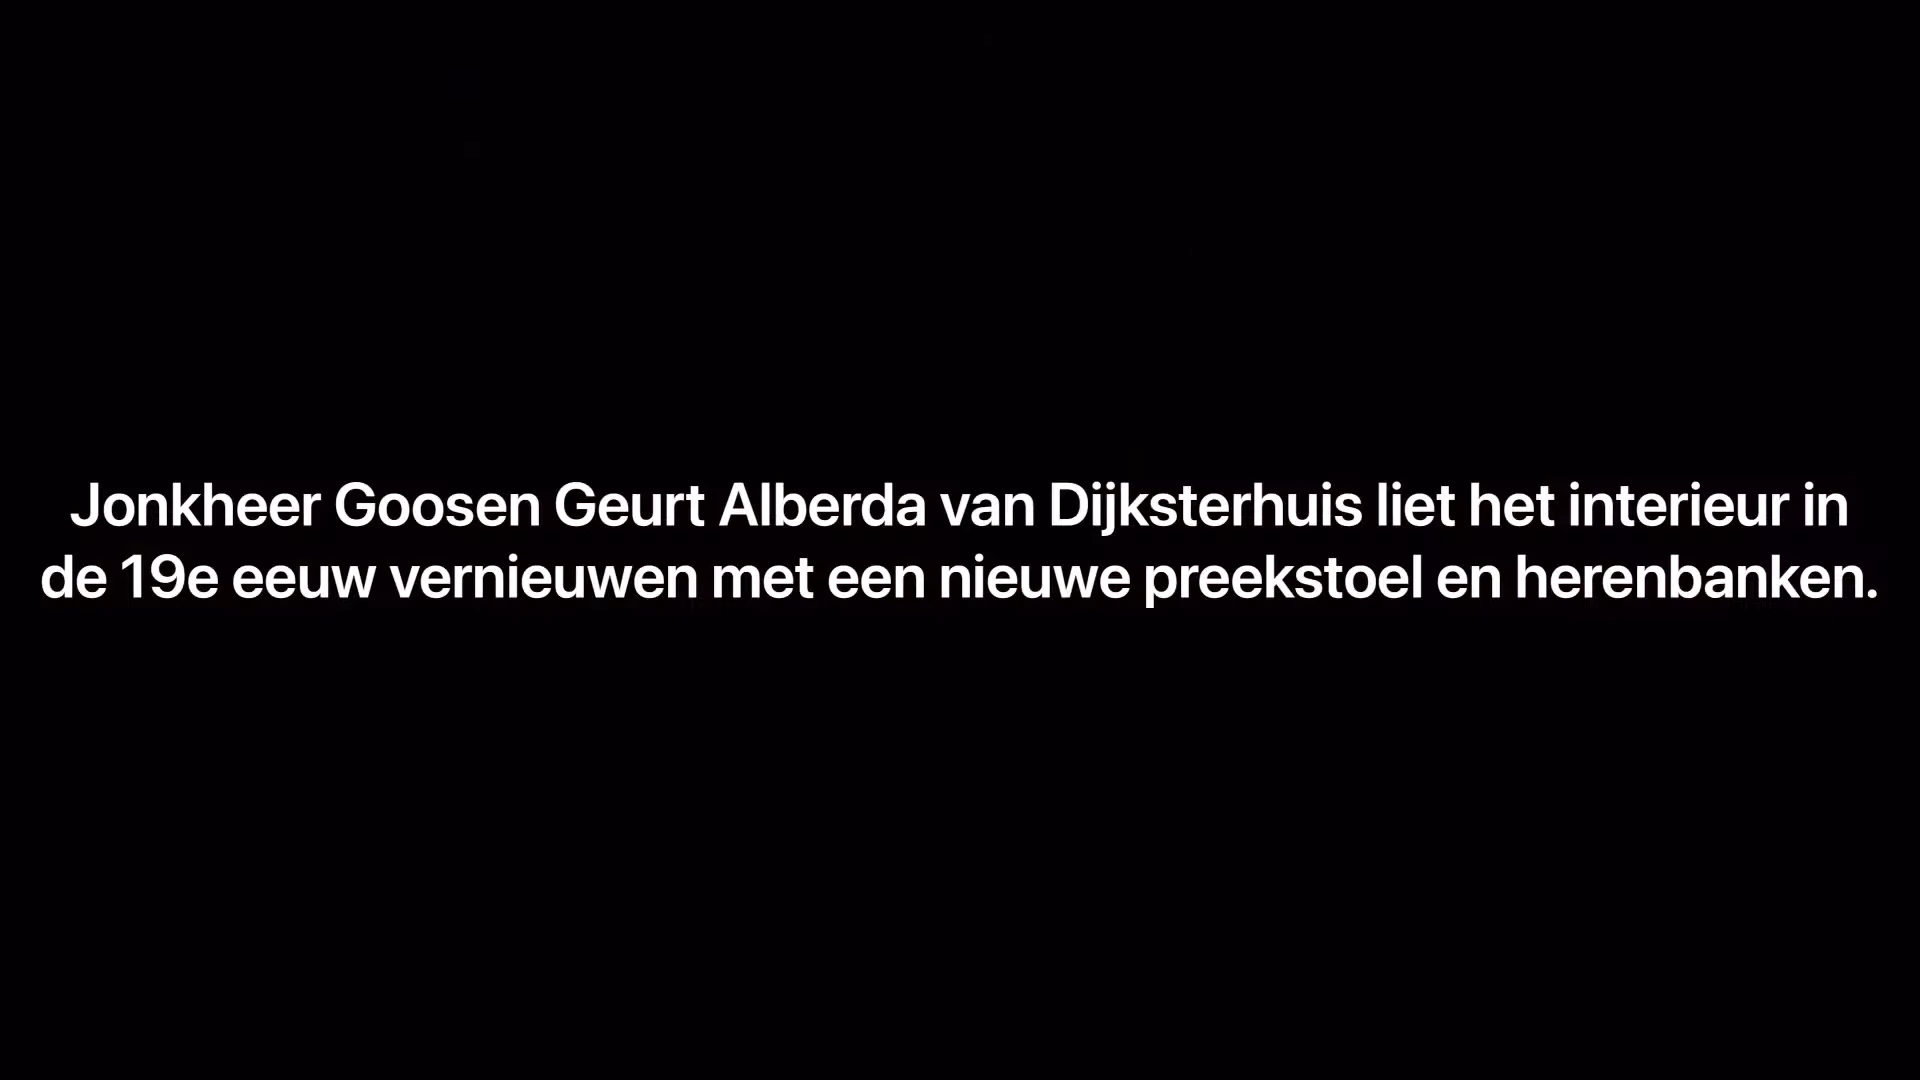 Jonkheer Goosen Geurt Alberda van Dijksterhuis liet het interieur in
de 19e eeuw vernieuwen met een nieuwe preekstoel en herenbanken.